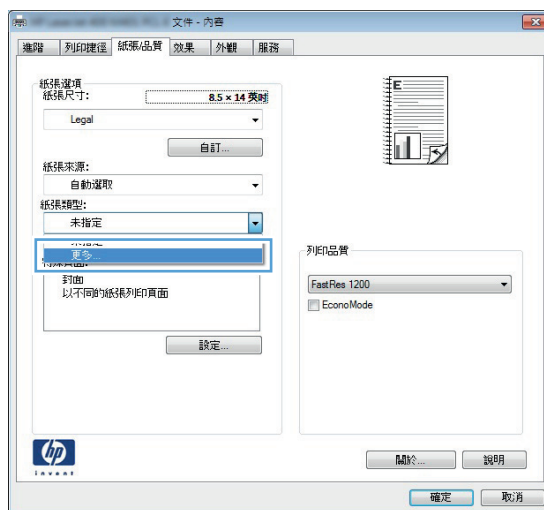 文件 - 內容
進階 列印捷徑 紙張/品質 效果 外觀 服務
紙張選項
紙張尺寸: 8.5 × 14 英吋
Legal
自訂...
紙張來源:
自動選取
紙張類型:
未指定
更多...
封面
以不同的紙張列印頁面
設定...
E
列印品質
FastRes 1200
EconoMode
hp
invent
關於... 說明
確定 取消